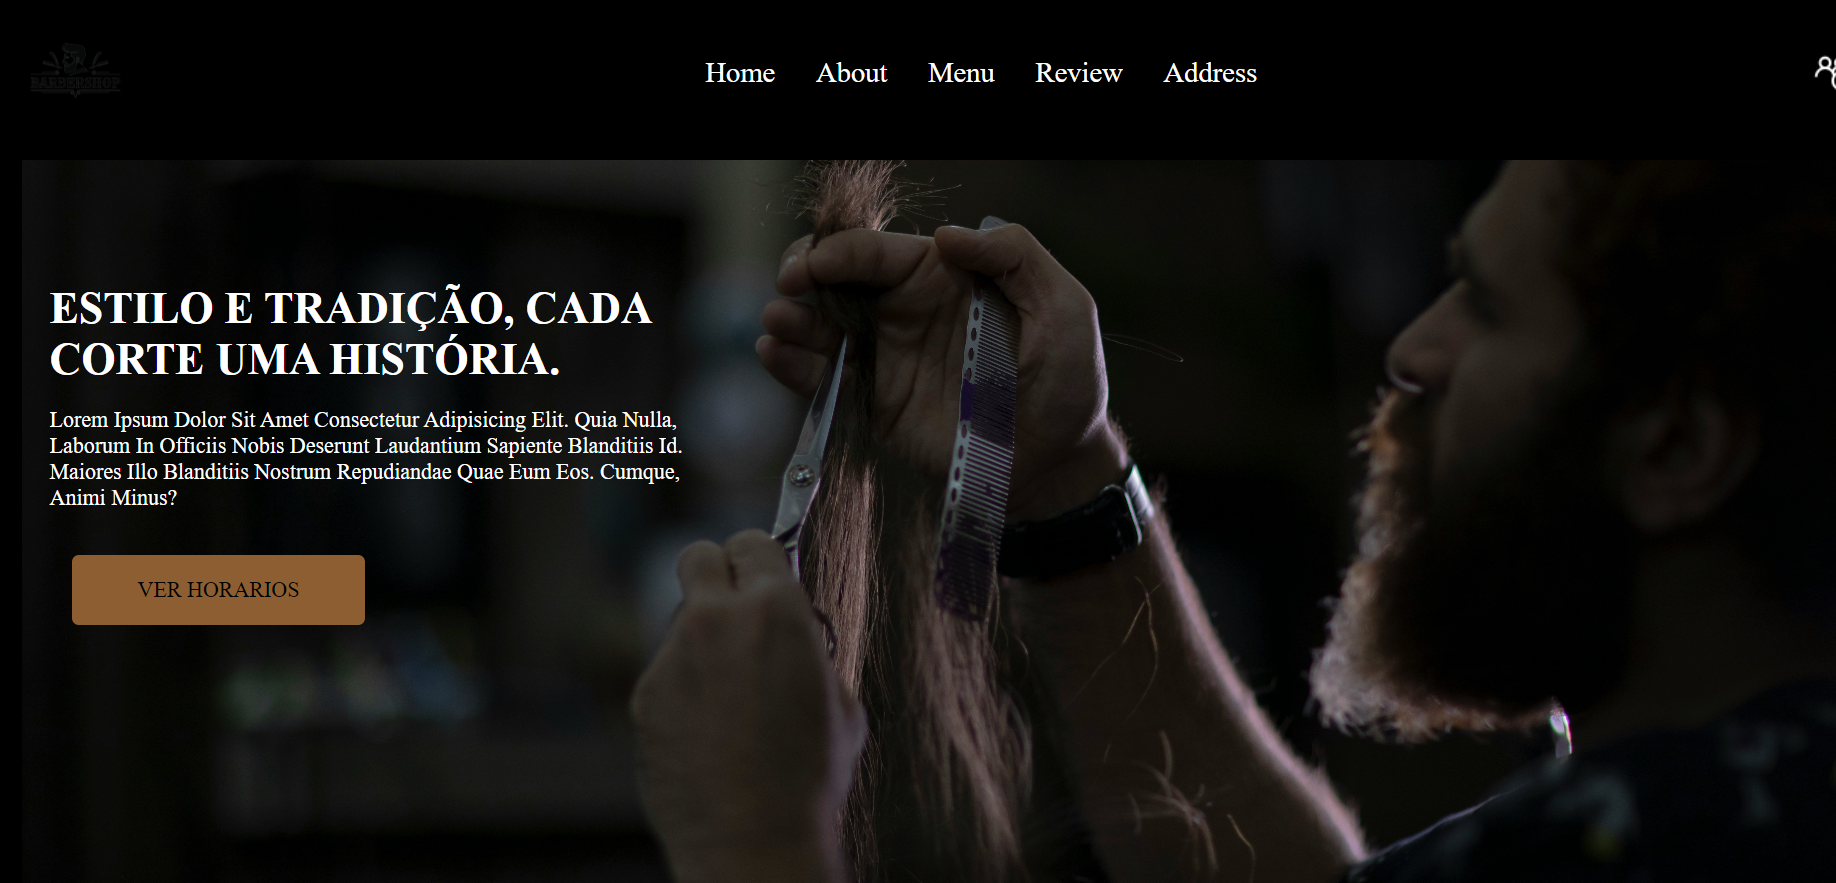 BARBERSHOP
Home About Menu Review Address
ESTILO E TRADIÇÃO, CADA
CORTE UMA HISTÓRIA.
Lorem Ipsum Dolor Sit Amet Consectetur Adipisicing Elit. Quia Nulla,
Laborum In Officiis Nobis Deserunt Laudantium Sapiente Blanditiis Id.
Maiores Illo Blanditiis Nostrum Repudiandae Quae Eum Eos. Cumque,
Animi Minus?
VER HORARIOS